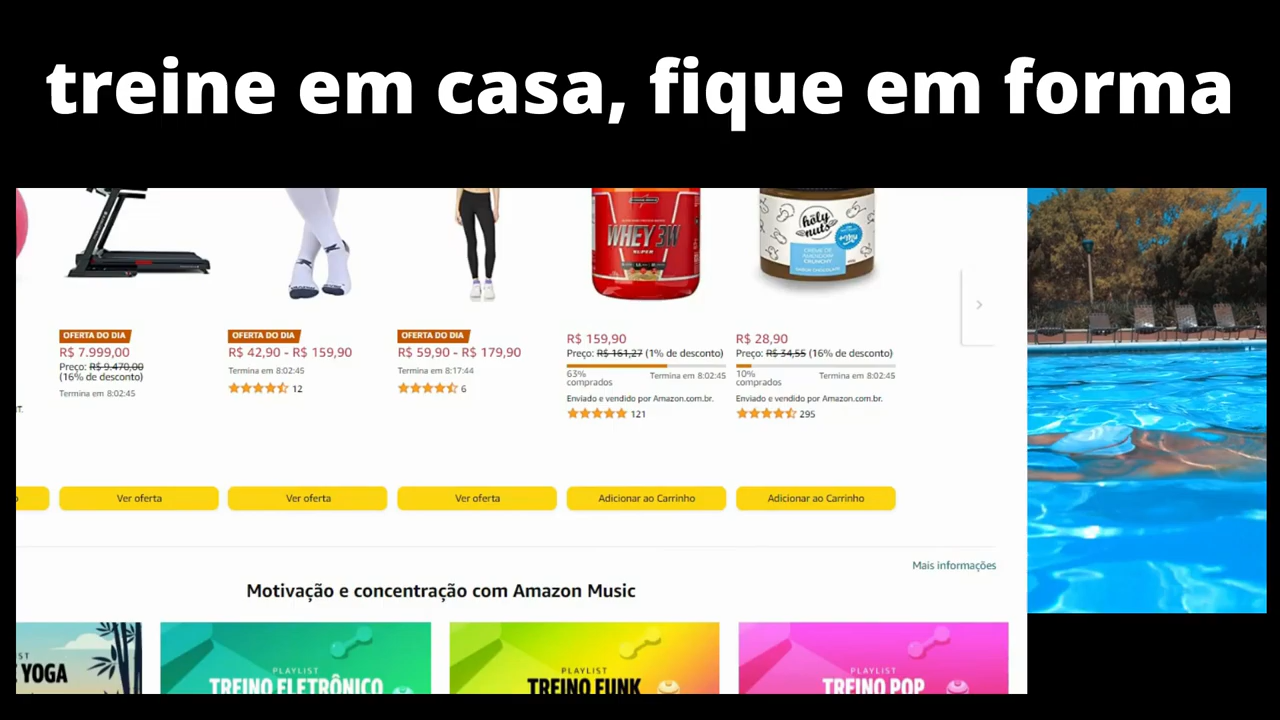 treine em casa, fique em forma
WHEY 3W
SUPER
holy nuts
CREME DE AMENDOIM
CRUNCHY
OFERTA DO DIA
R$ 7.999,00
Preço: R$ 9.470,00
(16% de desconto)
Termina em 8:02:45
OFERTA DO DIA
R$ 42,90 - R$ 159,90
Termina em 8:02:45
12
OFERTA DO DIA
R$ 59,90 - R$ 179,90
Termina em 8:17:44
6
R$ 159,90
Preço: R$ 161,27 (1% de desconto)
63% comprados
Termina em 8:02:45
Enviado e vendido por Amazon.com.br.
121
R$ 28,90
Preço: R$ 34,55 (16% de desconto)
10% comprados
Termina em 8:02:45
Enviado e vendido por Amazon.com.br.
295
Ver oferta
Ver oferta
Ver oferta
Adicionar ao Carrinho
Adicionar ao Carrinho
Mais informações
Motivação e concentração com Amazon Music
YOGA
PLAYLIST
TREINO ELETRÔNICO
PLAYLIST
TREINO FUNK
PLAYLIST
TREINO POP